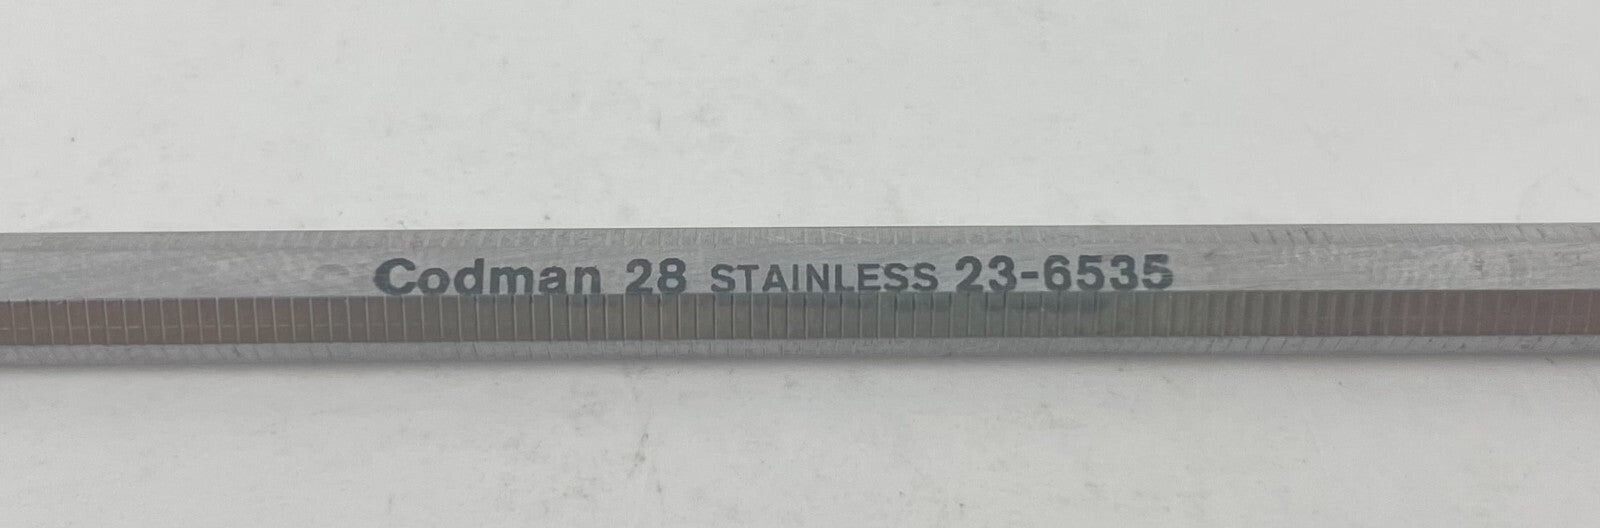 Codman 28 STAINLESS 23-6535